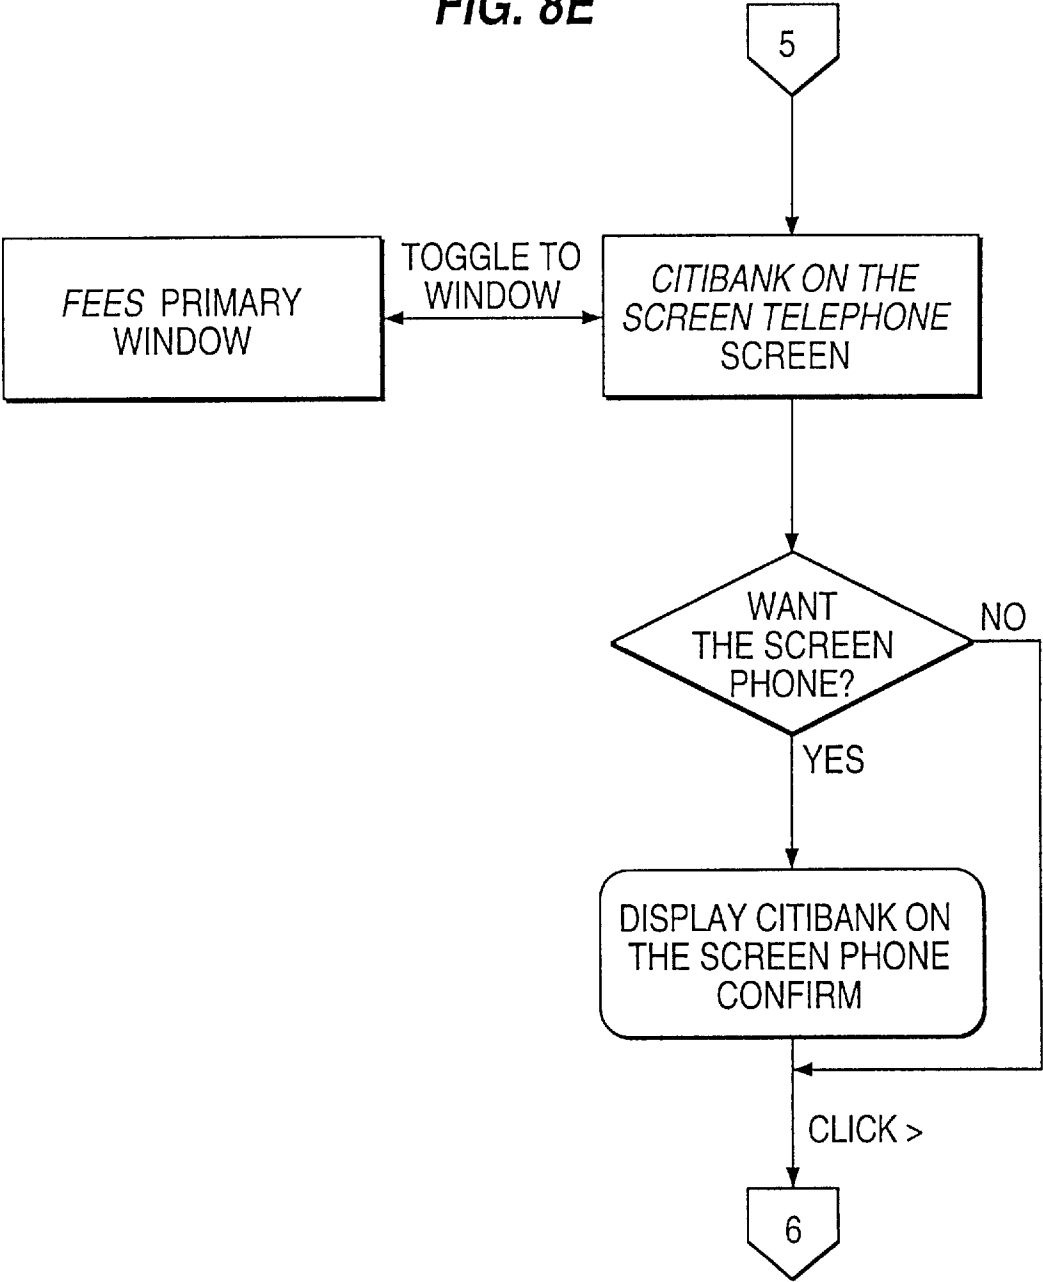 FIG. 8E
5
FEES PRIMARY
WINDOW
TOGGLE TO
WINDOW
CITIBANK ON THE
SCREEN TELEPHONE
SCREEN
WANT
THE SCREEN
PHONE?
NO
YES
DISPLAY CITIBANK ON
THE SCREEN PHONE
CONFIRM
CLICK >
6